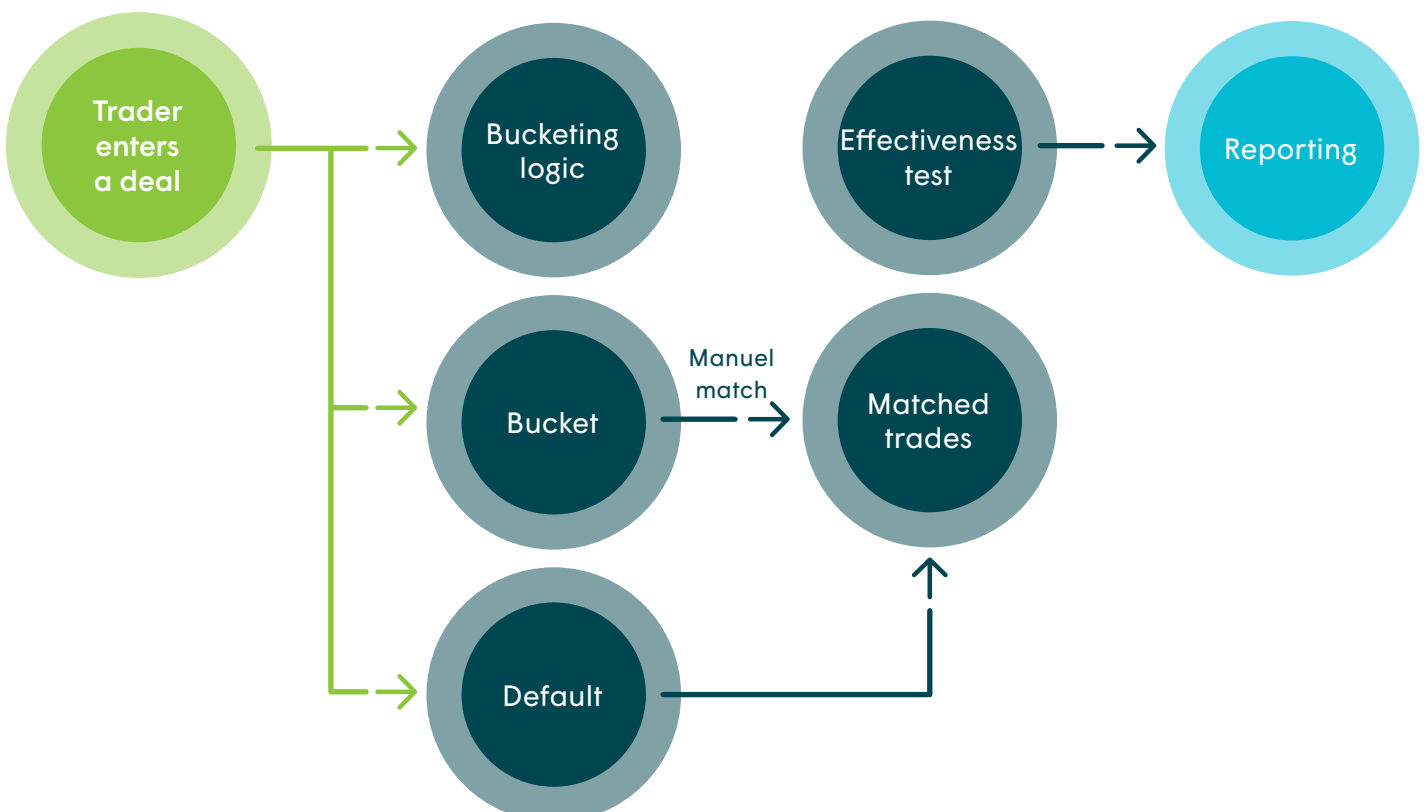 Trader
enters
a deal
Bucketing
logic
Effectiveness
test
Reporting
Bucket
Manuel
match
Matched
trades
Default